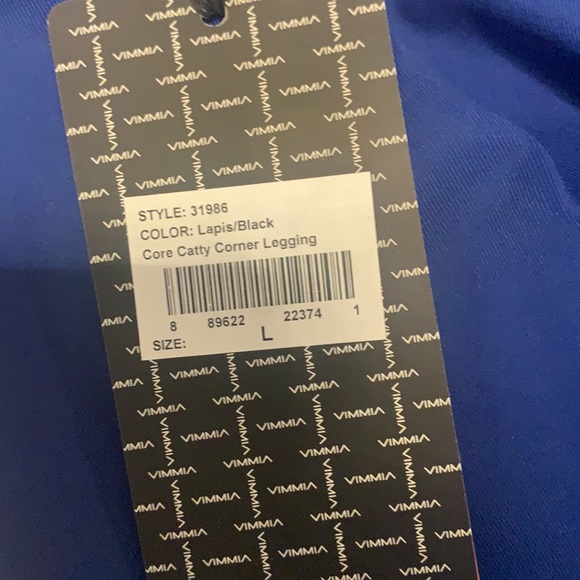 VIMMIA
STYLE: 31986
COLOR: Lapis/Black
Core Catty Corner Legging
8 89622 22374 1
SIZE: L